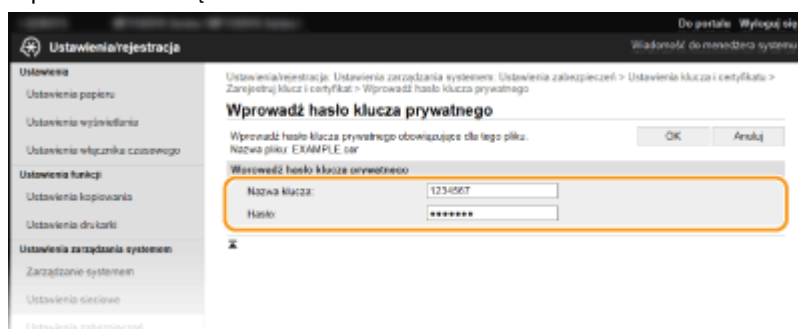 Do portalu Wyloguj się
Ustawienia/rejestracja
Wiadomość do menedżera systemu
Ustawienia
Ustawienia papieru
Ustawienia wyświetlania
Ustawienia włącznika czasowego
Ustawienia funkcji
Ustawienia kopiowania
Ustawienia drukarki
Ustawienia zarządzania systemem
Zarządzanie systemem
Ustawienia sieciowe
Ustawienia zabezpieczeń
Ustawienia/rejestracja: Ustawienia zarządzania systemem: Ustawienia zabezpieczeń > Ustawienia klucza i certyfikatu >
Zarejestruj klucz i certyfikat > Wprowadź hasło klucza prywatnego
Wprowadź hasło klucza prywatnego
Wprowadź hasło klucza prywatnego obowiązujące dla tego pliku.
Nazwa pliku: EXAMPLE.cer
OK Anuluj
Wprowadź hasło klucza prywatnego
Nazwa klucza: 1234567
Hasło: •••••••